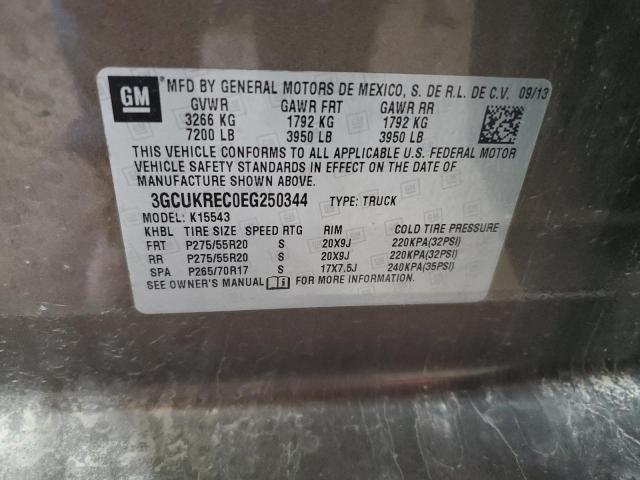 GM MFD BY GENERAL MOTORS DE MEXICO, S. DE R.L. DE C.V. 09/13
GVWR GAWR FRT GAWR RR
3266 KG 1792 KG 1792 KG
7200 LB 3950 LB 3950 LB
THIS VEHICLE CONFORMS TO ALL APPLICABLE U.S. FEDERAL MOTOR
VEHICLE SAFETY STANDARDS IN EFFECT ON THE DATE OF
MANUFACTURE SHOWN ABOVE.
3GCUKREC0EG250344 TYPE: TRUCK
MODEL: K15543
KHBL TIRE SIZE SPEED RTG RIM COLD TIRE PRESSURE
FRT P275/55R20 S 20X9J 220KPA(32PSI)
RR P275/55R20 S 20X9J 220KPA(32PSI)
SPA P265/70R17 S 17X7.5J 240KPA(35PSI)
SEE OWNER'S MANUAL FOR MORE INFORMATION.